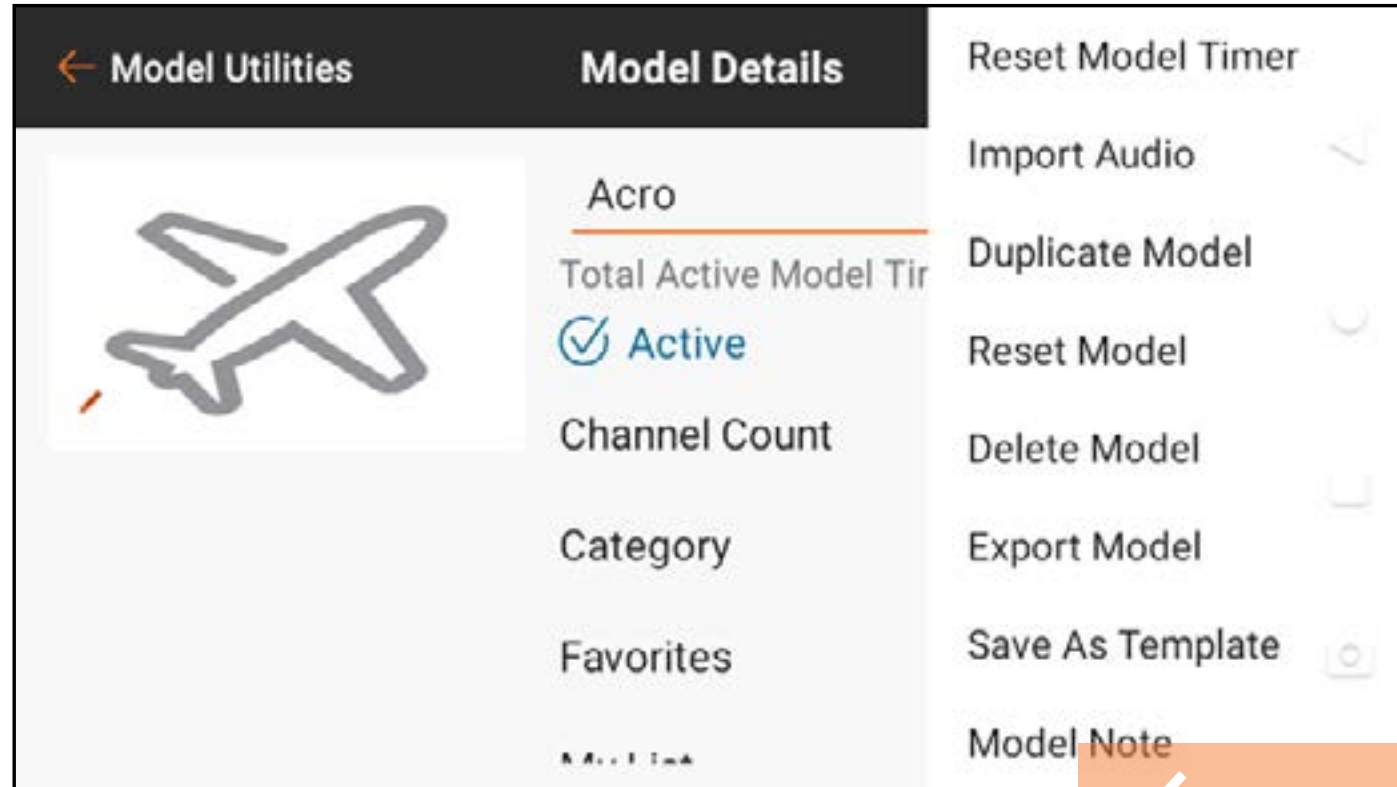 Model Utilities
Model Details
Acro
Total Active Model
Active
Channel Count
Category
Favorites
Reset Model Timer
Import Audio
Duplicate Model
Reset Model
Delete Model
Export Model
Save As Template
Model Note